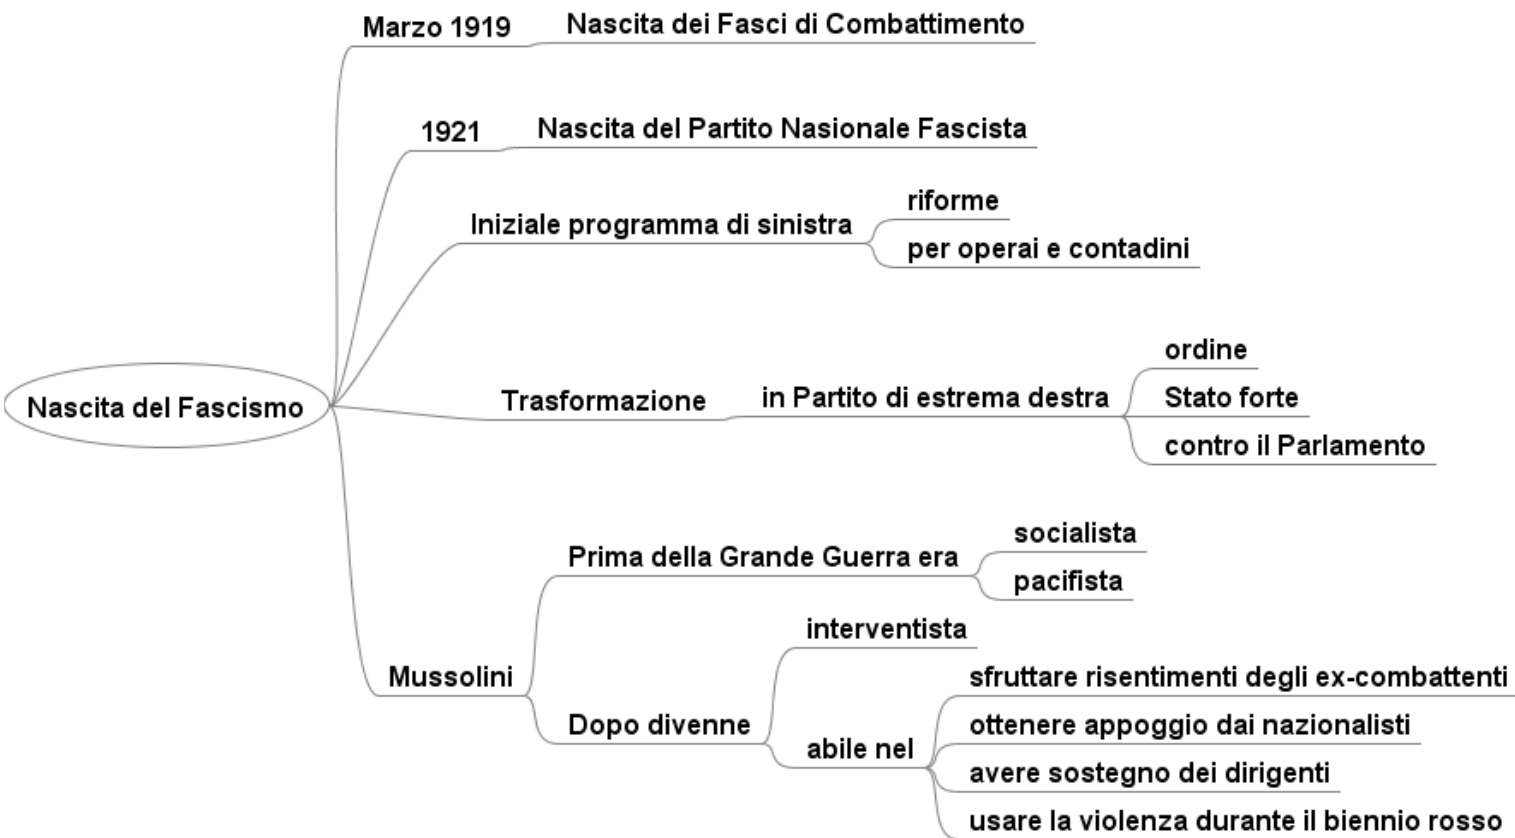 Marzo 1919
Nascita dei Fasci di Combattimento
1921
Nascita del Partito Nasionale Fascista
Iniziale programma di sinistra
riforme
per operai e contadini
Nascita del Fascismo
Trasformazione
in Partito di estrema destra
ordine
Stato forte
contro il Parlamento
Mussolini
Prima della Grande Guerra era
socialista
pacifista
Dopo divenne
interventista
abile nel
sfruttare risentimenti degli ex-combattenti
ottenere appoggio dai nazionalisti
avere sostegno dei dirigenti
usare la violenza durante il biennio rosso